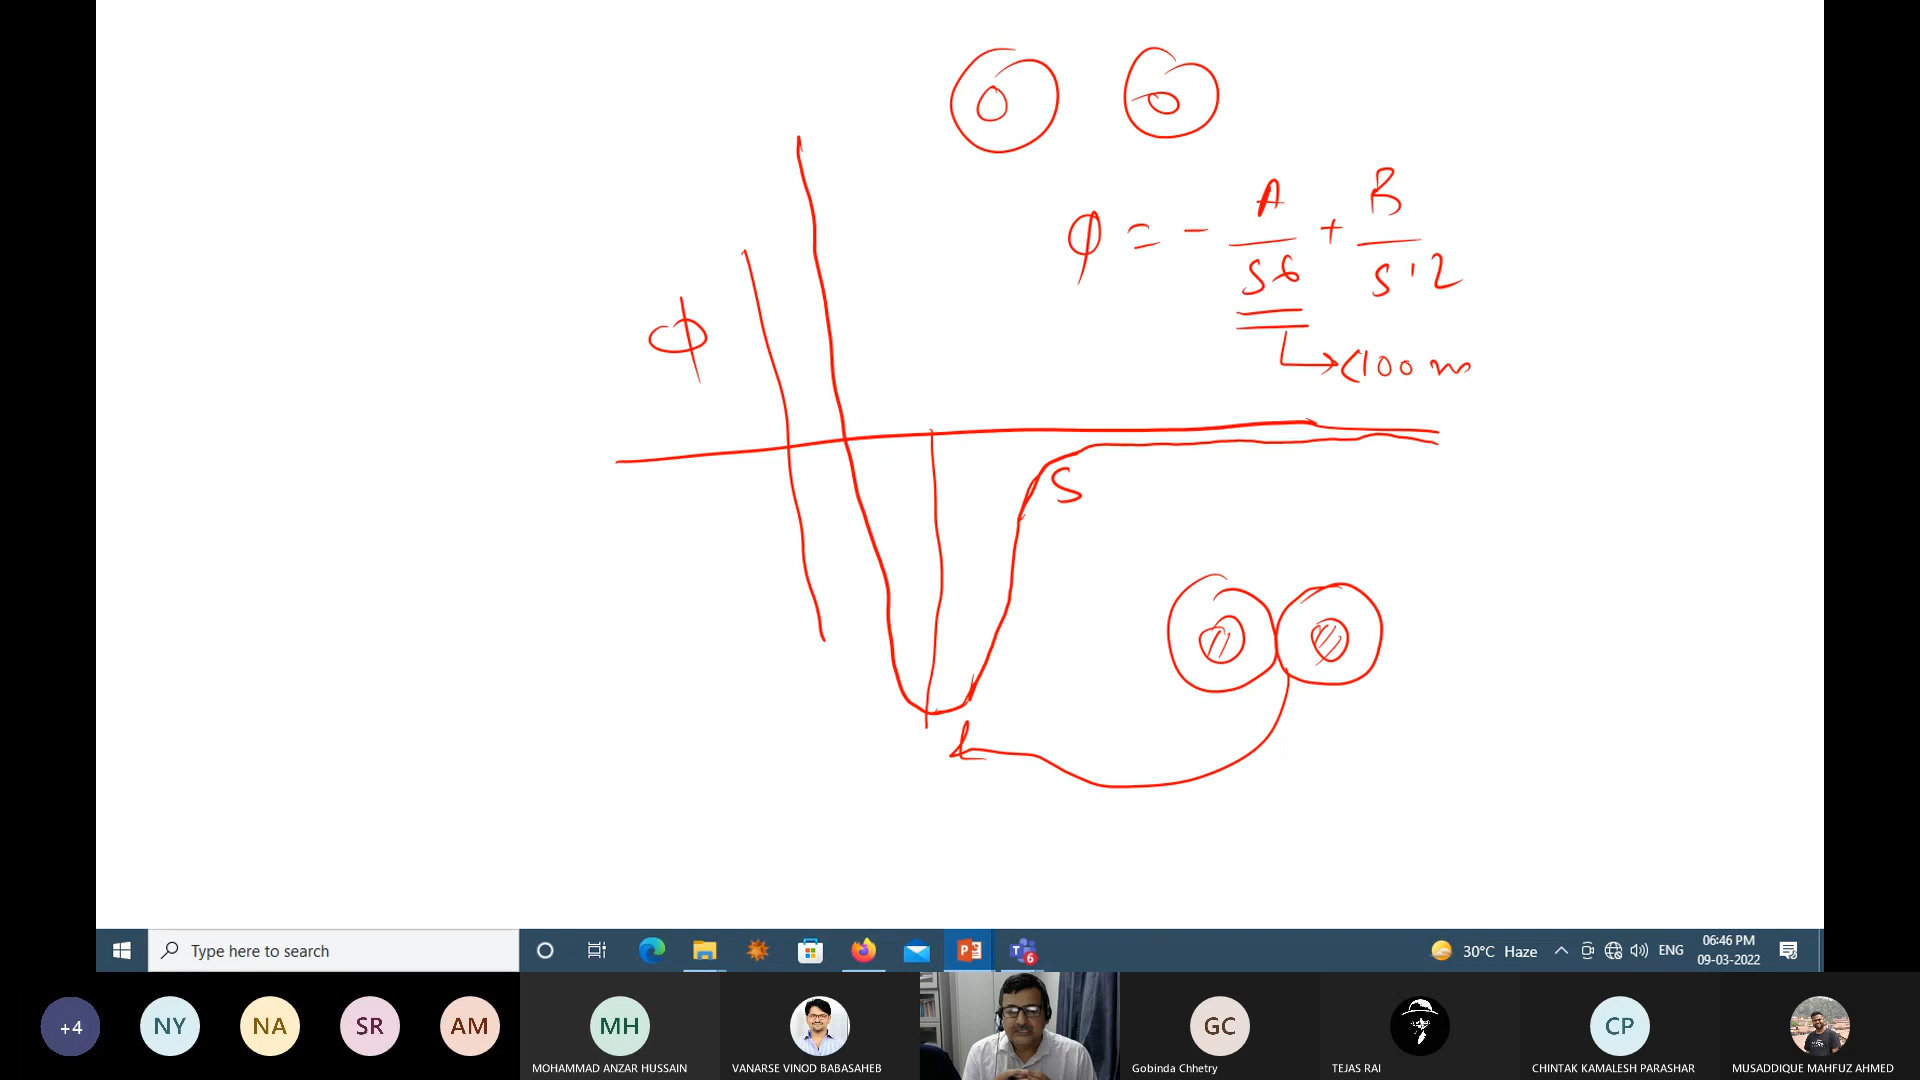 φ = - A/S6 + B/S12
<100 m
φ
S
Type here to search
6
30°C Haze
ENG
06:46 PM
09-03-2022
+4
NY
NA
SR
AM
MH
MOHAMMAD ANZAR HUSSAIN
VANARSE VINOD BABASAHEB
GC
Gobinda Chhetry
TEJAS RAI
CP
CHINTAK KAMALESH PARASHAR
MUSADDIQUE MAHFUZ AHMED